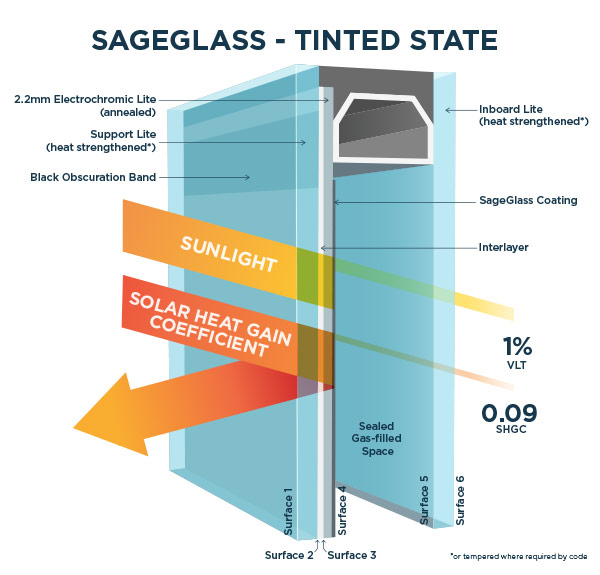 SAGEGLASS - TINTED STATE
2.2mm Electrochromic Lite
(annealed)
Support Lite
(heat strengthened*)
Black Obscuration Band
Inboard Lite
(heat strengthened*)
SageGlass Coating
Interlayer
SUNLIGHT
SOLAR HEAT GAIN
COEFFICIENT
1%
VLT
0.09
SHGC
Sealed
Gas-filled
Space
Surface 1
Surface 4
Surface 5
Surface 6
Surface 2
Surface 3
*or tempered where required by code